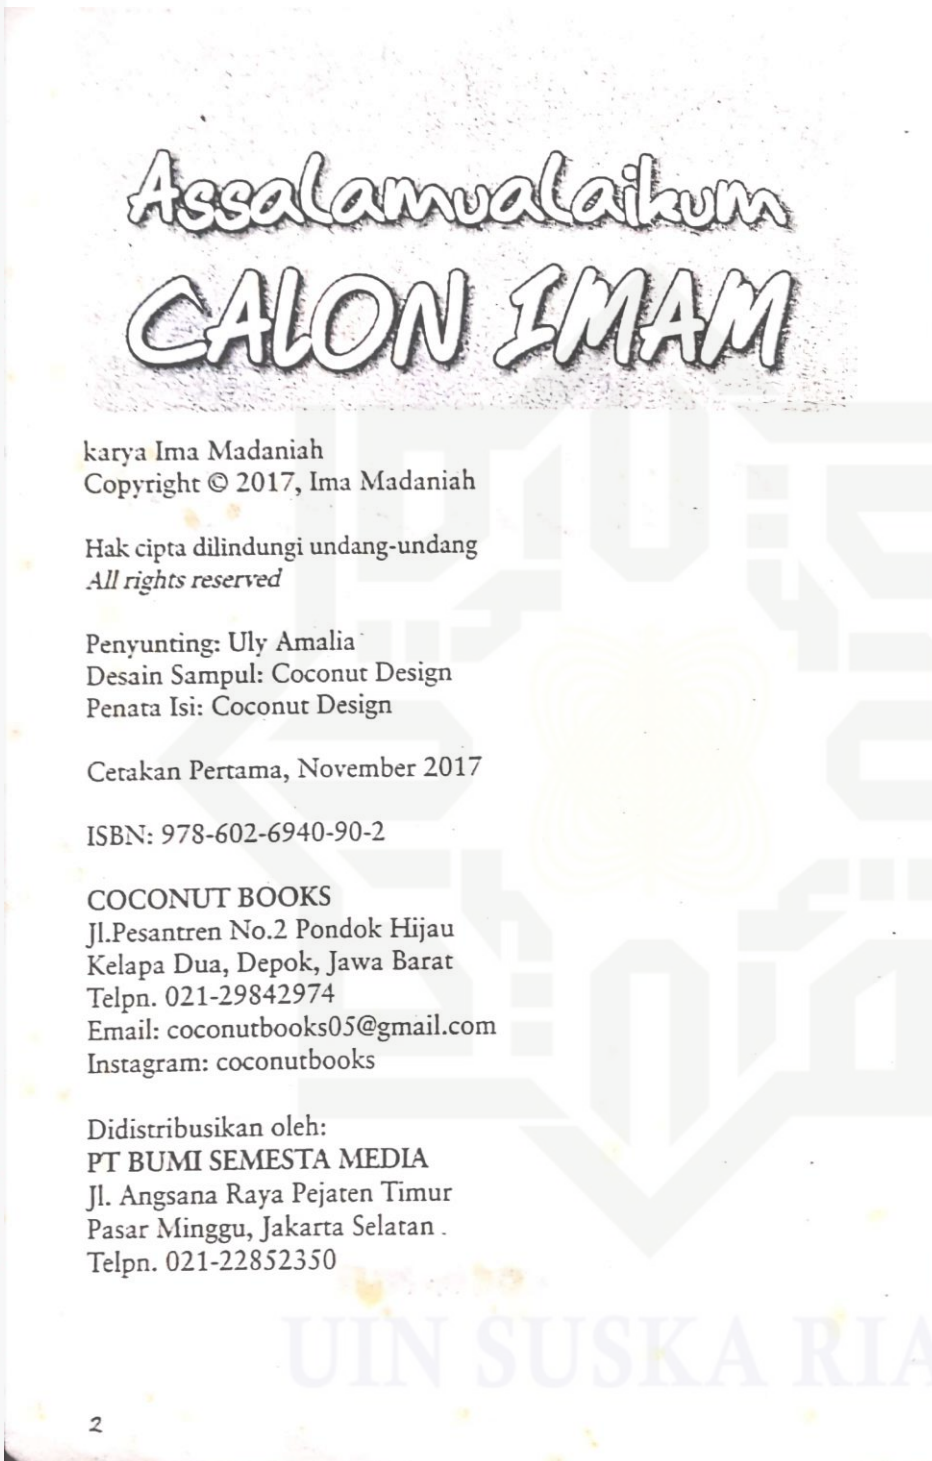 Assalamualaikum
CALON IMAM
karya Ima Madaniah
Copyright © 2017, Ima Madaniah
Hak cipta dilindungi undang-undang
All rights reserved
Penyunting: Uly Amalia
Desain Sampul: Coconut Design
Penata Isi: Coconut Design
Cetakan Pertama, November 2017
ISBN: 978-602-6940-90-2
COCONUT BOOKS
Jl.Pesantren No.2 Pondok Hijau
Kelapa Dua, Depok, Jawa Barat
Telpn. 021-29842974
Email: coconutbooks05@gmail.com
Instagram: coconutbooks
Didistribusikan oleh:
PT BUMI SEMESTA MEDIA
Jl. Angsana Raya Pejaten Timur
Pasar Minggu, Jakarta Selatan .
Telpn. 021-22852350
UIN SUSKA RIA
2